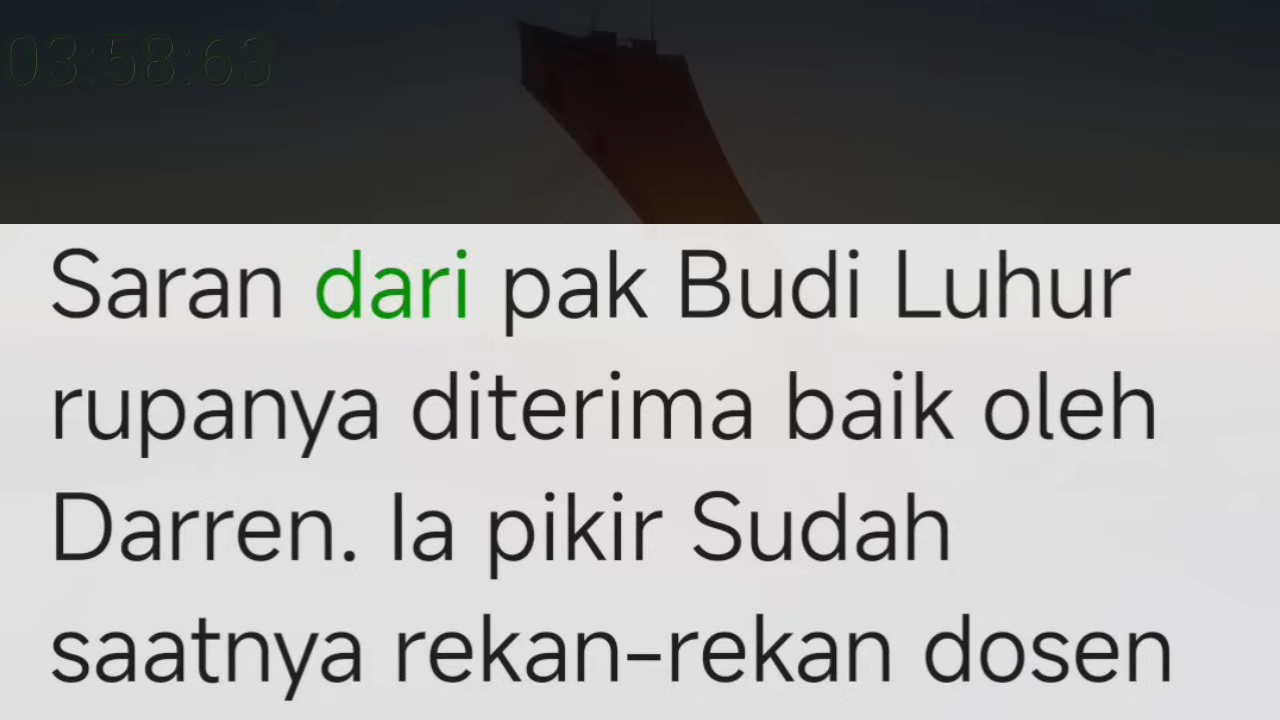 03:58:63
Saran dari pak Budi Luhur
rupanya diterima baik oleh
Darren. Ia pikir Sudah
saatnya rekan-rekan dosen